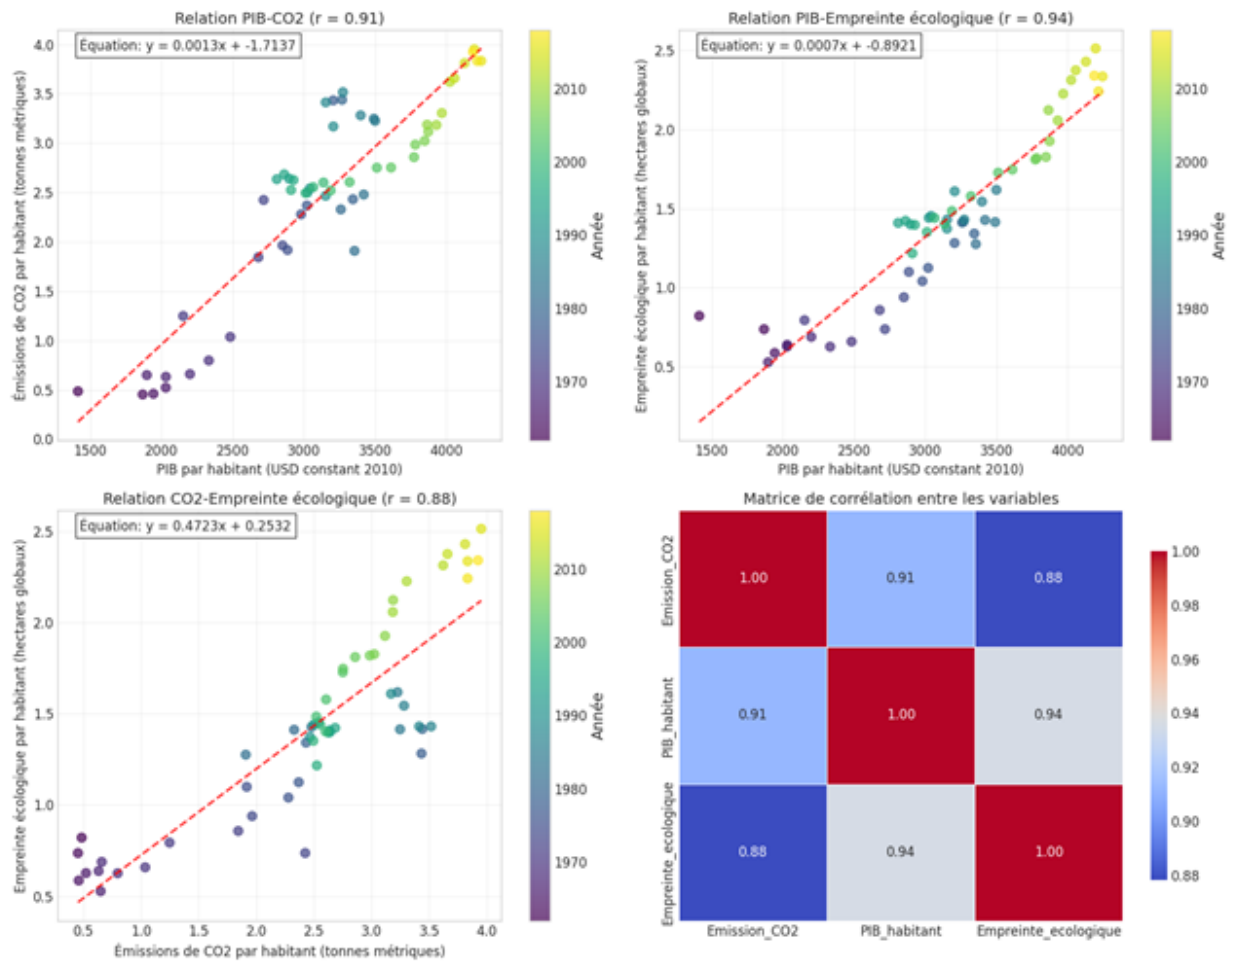 Relation PIB-CO2 (r = 0.91)
Équation: y = 0.0013x + -1.7137
4.0
3.5
3.0
2.5
2.0
1.5
1.0
0.5
0.0
Émissions de CO2 par habitant (tonnes métriques)
1500 2000 2500 3000 3500 4000
PIB par habitant (USD constant 2010)
2010
2000
1990
1980
1970
Année
Relation PIB-Empreinte écologique (r = 0.94)
Équation: y = 0.0007x + -0.8921
2.5
2.0
1.5
1.0
0.5
Empreinte écologique par habitant (hectares globaux)
1500 2000 2500 3000 3500 4000
PIB par habitant (USD constant 2010)
2010
2000
1990
1980
1970
Année
Relation CO2-Empreinte écologique (r = 0.88)
Équation: y = 0.4723x + 0.2532
2.5
2.0
1.5
1.0
0.5
Empreinte écologique par habitant (hectares globaux)
0.5 1.0 1.5 2.0 2.5 3.0 3.5 4.0
Émissions de CO2 par habitant (tonnes métriques)
2010
2000
1990
1980
1970
Année
Matrice de corrélation entre les variables
Emission_CO2
1.00 0.91 0.88
PIB_habitant
0.91 1.00 0.94
Empreinte_ecologique
0.88 0.94 1.00
Emission_CO2 PIB_habitant Empreinte_ecologique
1.00
0.98
0.96
0.94
0.92
0.90
0.88